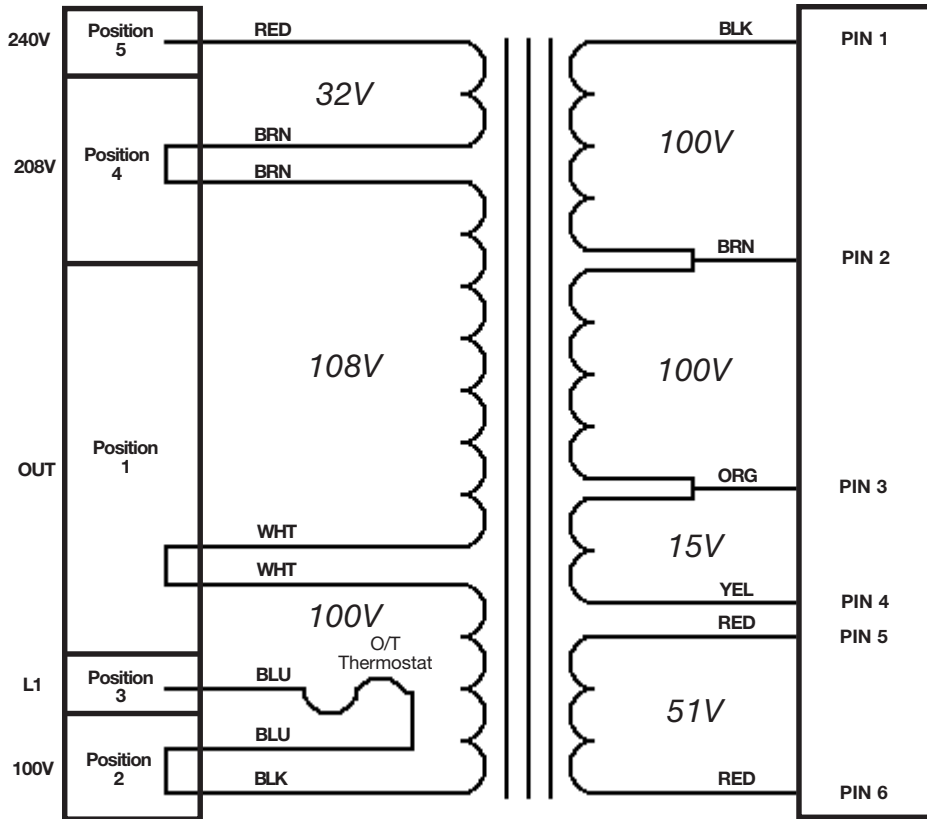 240V
Position
5
RED
BLK
PIN 1
32V
BRN
100V
208V
Position
4
BRN
BRN
PIN 2
108V
100V
OUT
Position
1
ORG
PIN 3
WHT
15V
WHT
YEL
PIN 4
100V
RED
PIN 5
O/T
Thermostat
L1
Position
3
BLU
51V
BLU
100V
Position
2
BLK
RED
PIN 6